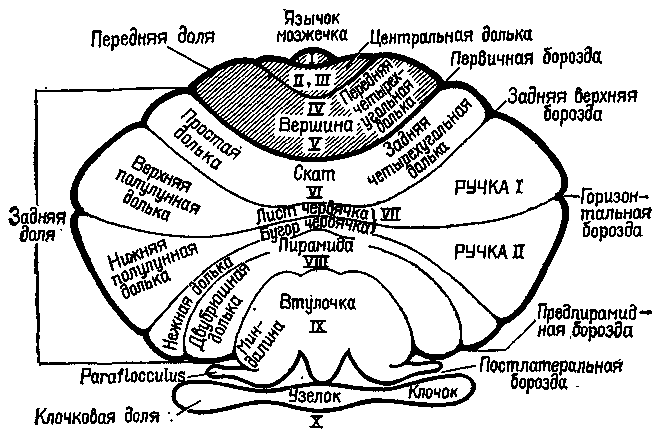 Язычок
мозжечка
Передняя доля
Центральная долька
I
II, III
Первичная борозда
IV
Передняя
четырех-
угольная
долька
Вершина
V
Задняя верхняя
борозда
Простая
долька
Задняя
четырехугольная
долька
Скат
VI
Верхняя
полулунная
долька
РУЧКА I
Задняя
доля
Лист червячка
VII
Бугор червячка
Горизон-
тальная
борозда
Пирамида
VIII
Нижняя
полулунная
долька
РУЧКА II
Нежная долька
Двубрюшная
долька
Втулочка
IX
Мин-
далина
Предпирамид-
ная борозда
Paraflocculus
Постлатеральная
борозда
Клочковая доля
Узелок
Клочок
X